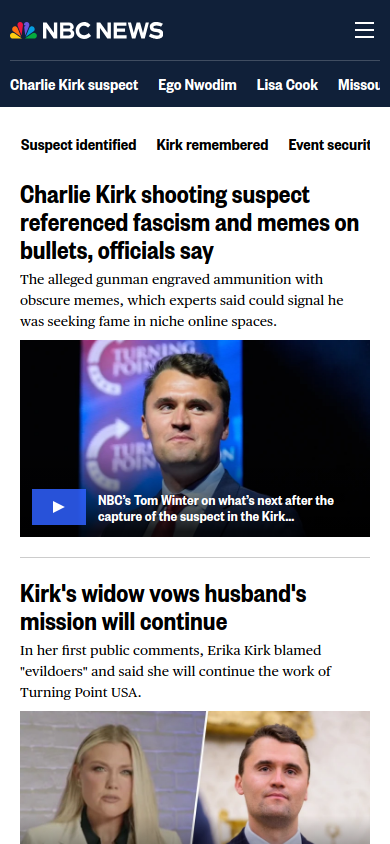 NBC NEWS
Charlie Kirk suspect Ego Nwodim Lisa Cook
Suspect identified Kirk remembered Event
Charlie Kirk shooting suspect
referenced fascism and memes on
bullets, officials say
The alleged gunman engraved ammunition with
obscure memes, which experts said could signal he
was seeking fame in niche online spaces.
TURNING
POINT
TURNING
POIN
NBC's Tom Winter on what's next after the
capture of the suspect in the Kirk...
Kirk's widow vows husband's
mission will continue
In her first public comments, Erika Kirk blamed
"evildoers" and said she will continue the work of
Turning Point USA.